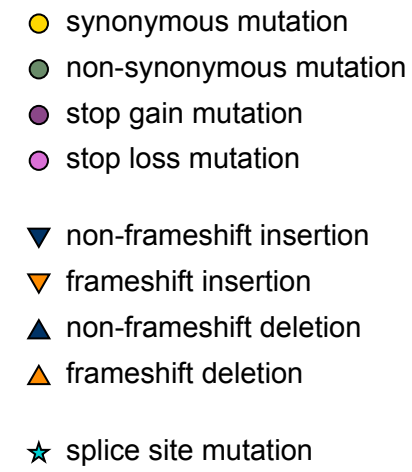 synonymous mutation
non-synonymous mutation
stop gain mutation
stop loss mutation
non-frameshift insertion
frameshift insertion
non-frameshift deletion
frameshift deletion
splice site mutation